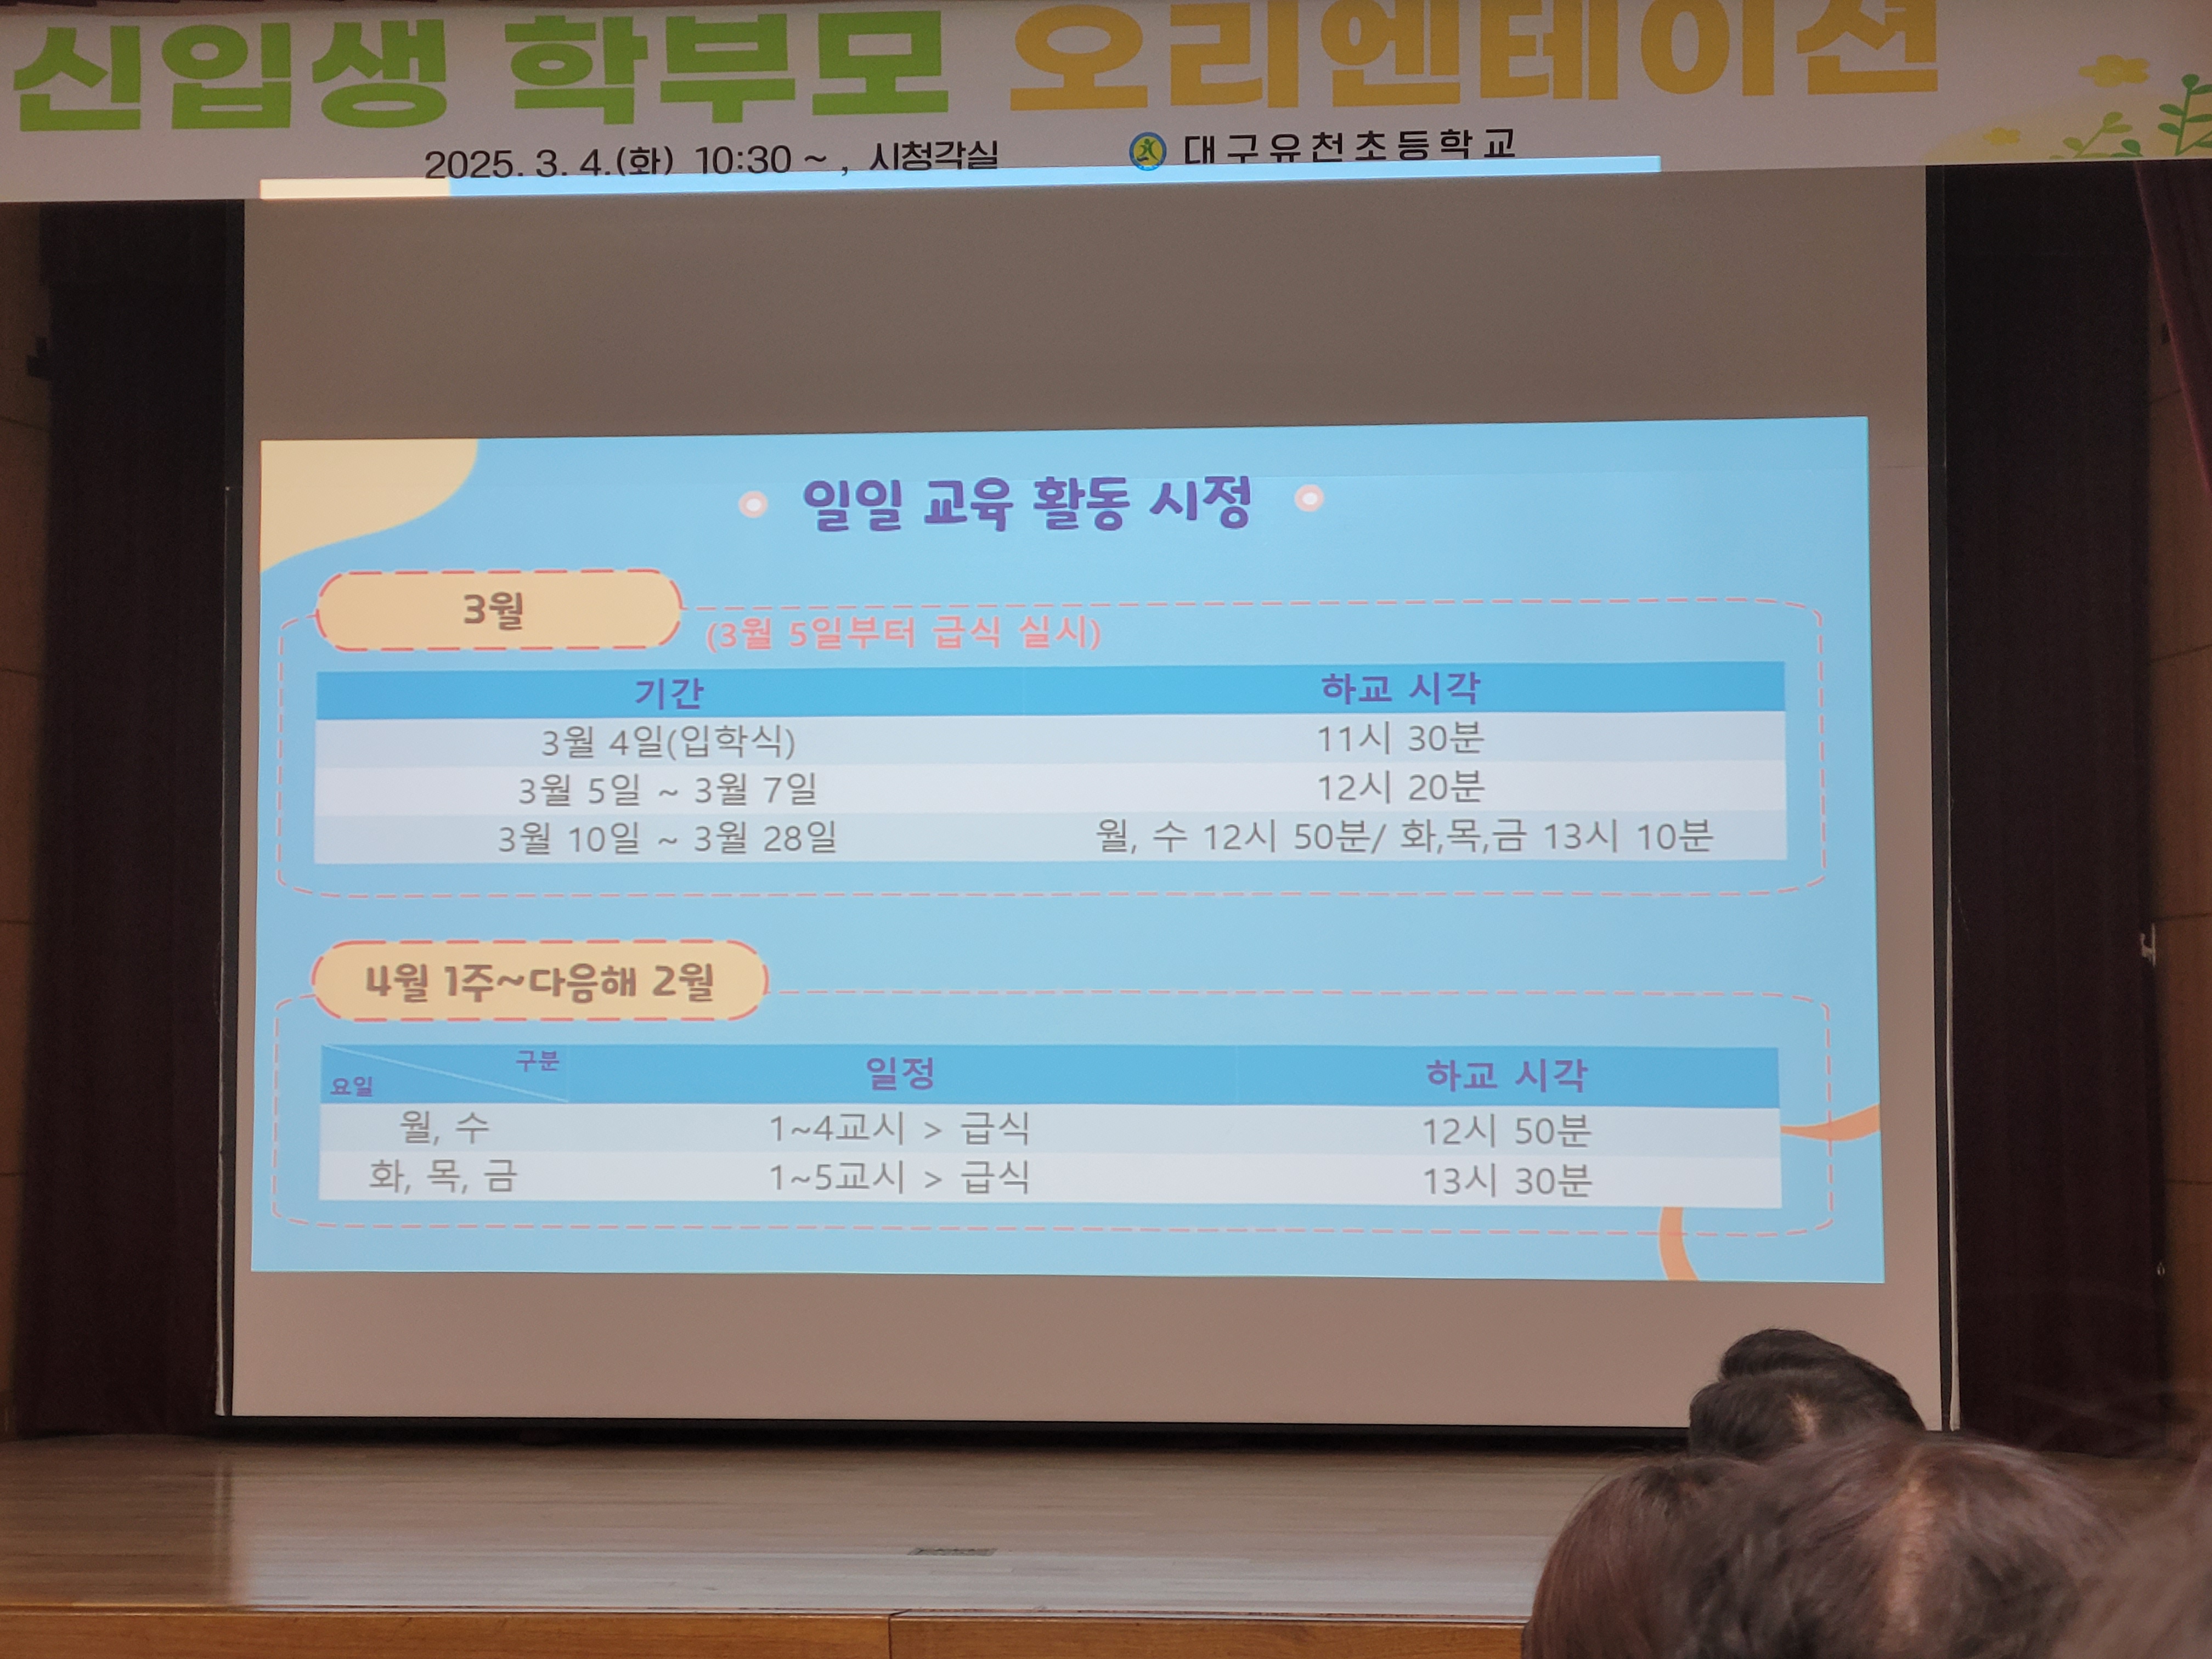 신입생 학부모 오리엔테이션
2025. 3. 4.(화) 10:30 ~ , 시청각실 대구유천초등학교
일일 교육 활동 시정
3월
(3월 5일부터 급식 실시)
기간 하교 시각
3월 4일(입학식) 11시 30분
3월 5일 ~ 3월 7일 12시 20분
3월 10일 ~ 3월 28일 월, 수 12시 50분/ 화,목,금 13시 10분
4월 1주~다음해 2월
구분
요일 일정 하교 시각
월, 수 1~4교시 > 급식 12시 50분
화, 목, 금 1~5교시 > 급식 13시 30분